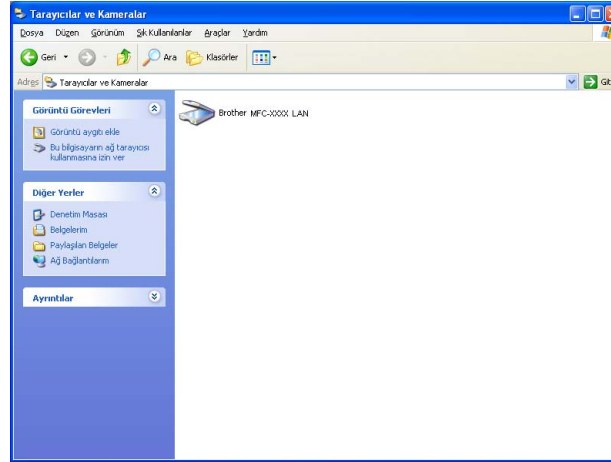 Tarayıcılar ve Kameralar
Dosya Düzen Görünüm Sık Kullanılanlar Araçlar Yardım
Geri Ara Klasörler
Adres Tarayıcılar ve Kameralar Git
Görüntü Görevleri
Görüntü aygıtı ekle
Bu bilgisayarın ağ tarayıcısı
kullanmasına izin ver
Diğer Yerler
Denetim Masası
Belgelerim
Paylaşılan Belgeler
Ağ Bağlantılarım
Ayrıntılar
Brother MFC-XXXX LAN